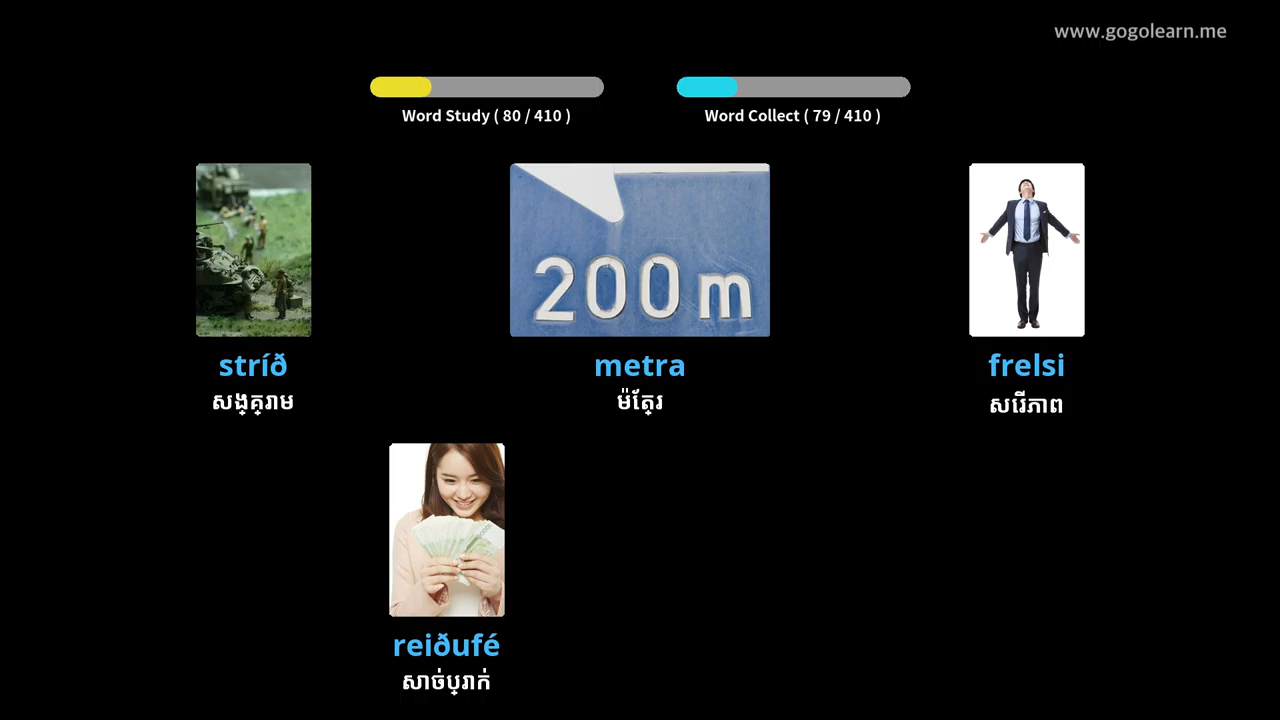 www.gogolearn.me
Word Study ( 80 / 410 )
Word Collect ( 79 / 410 )
200 m
stríð
metra
frelsi
សង្គ្រាម
ម៉ែត្រ
សេរីភាព
reiðufé
សាច់ប្រាក់